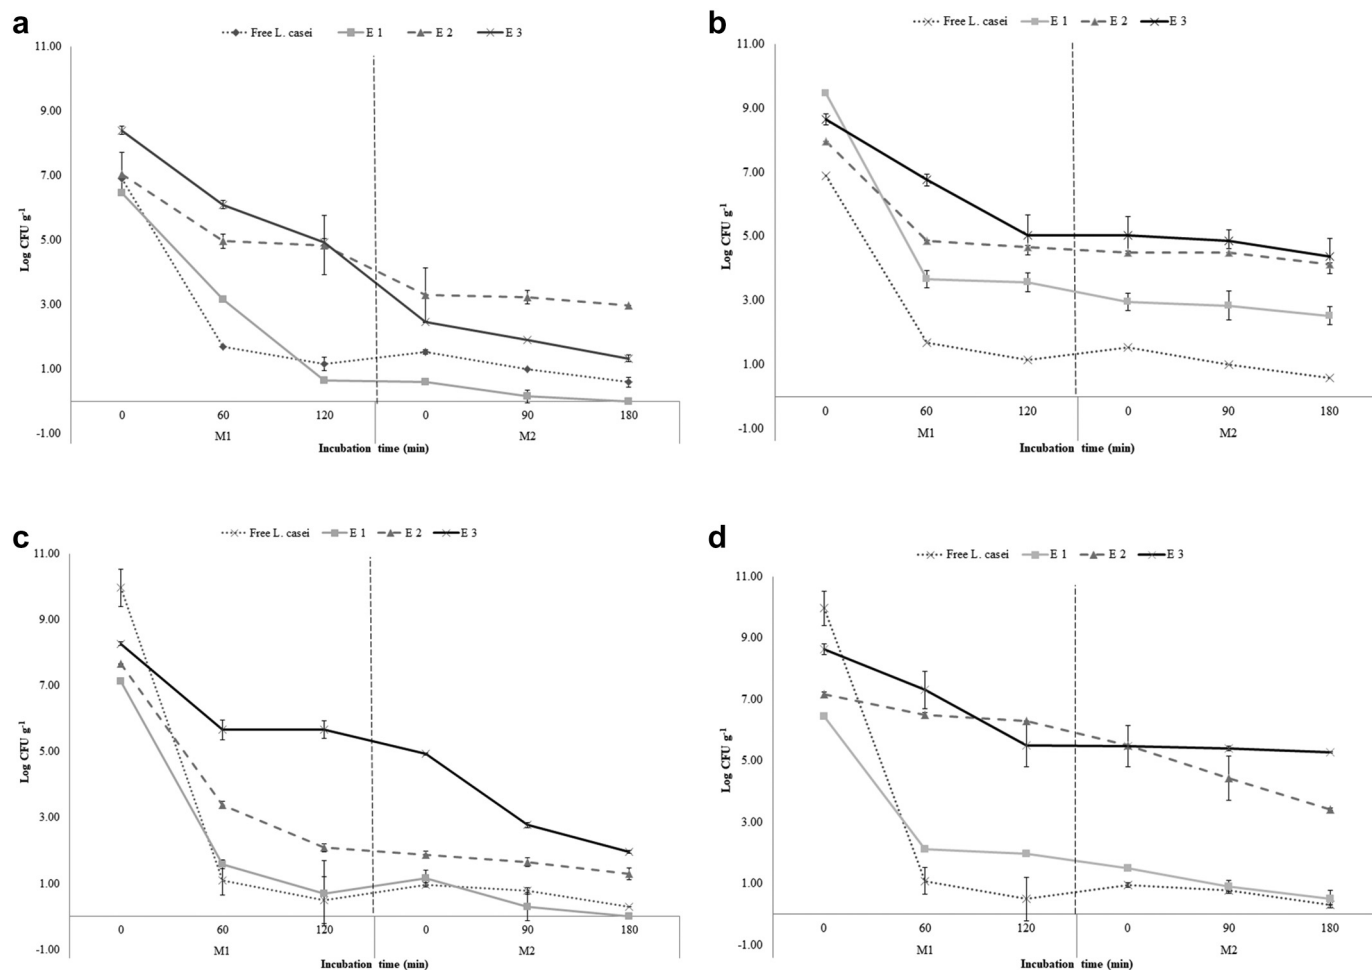 a
Free L. casei E 1 E 2 E 3
11.00
9.00
7.00
5.00
3.00
1.00
-1.00
Log CFU g-1
0 60 120 0 90 180
M1 M2
Incubation time (min)
b
Free L. casei E 1 E 2 E 3
11.00
9.00
7.00
5.00
3.00
1.00
-1.00
Log CFU g-1
0 60 120 0 90 180
M1 M2
Incubation time (min)
c
Free L. casei E 1 E 2 E 3
11.00
9.00
7.00
5.00
3.00
1.00
-1.00
Log CFU g-1
0 60 120 0 90 180
M1 M2
Incubation time (min)
d
Free L. casei E 1 E 2 E 3
11.00
9.00
7.00
5.00
3.00
1.00
-1.00
Log CFU g-1
0 60 120 0 90 180
M1 M2
Incubation time (min)